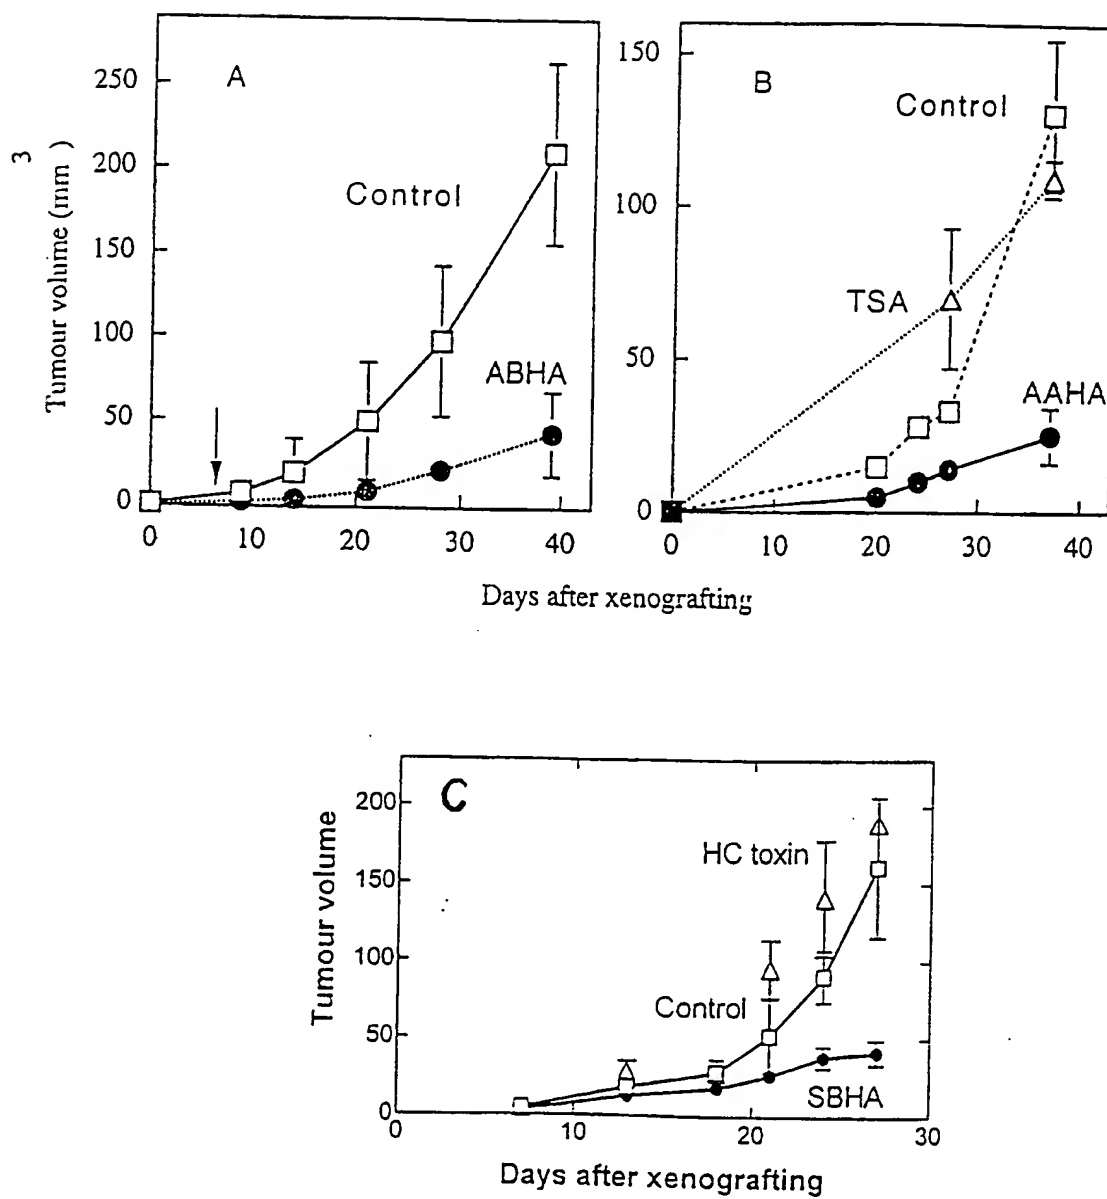 A
250
200
150
100
50
0
Tumour volume (mm³)
Control
ABHA
0 10 20 30 40
B
150
100
50
0
Control
TSA
AAHA
0 10 20 30 40
Days after xenografting
C
200
150
100
50
0
Tumour volume
HC toxin
Control
SBHA
0 10 20 30
Days after xenografting